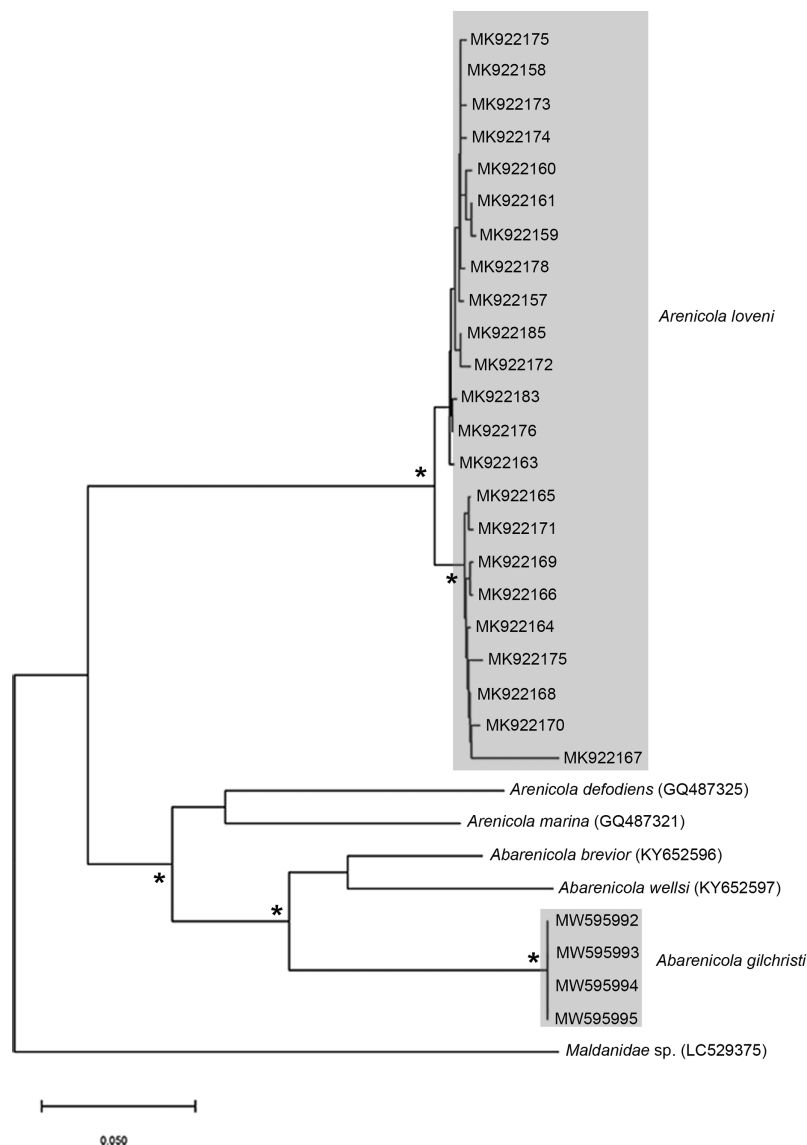 MK922175
MK922158
MK922173
MK922174
MK922160
MK922161
MK922159
MK922178
MK922157
Arenicola loveni
MK922185
MK922172
MK922183
MK922176
*
MK922163
MK922165
MK922171
MK922169
*
MK922166
MK922164
MK922175
MK922168
MK922170
MK922167
Arenicola defodiens (GQ487325)
Arenicola marina (GQ487321)
Abarenicola brevior (KY652596)
*
Abarenicola wellsi (KY652597)
*
MW595992
MW595993
*
Abarenicola gilchristi
MW595994
MW595995
Maldanidae sp. (LC529375)
0.050